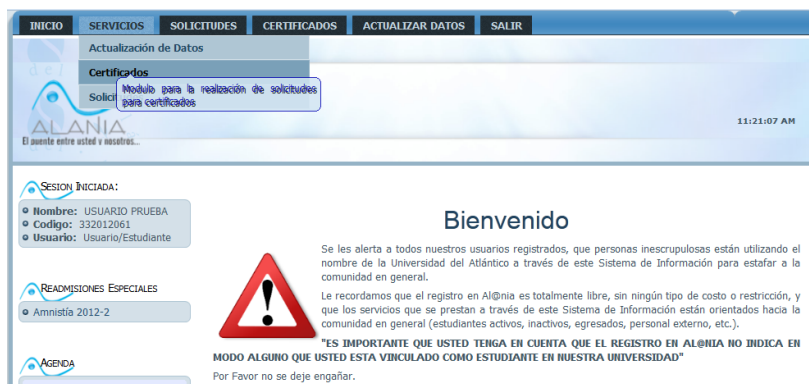 INICIO SERVICIOS SOLICITUDES CERTIFICADOS ACTUALIZAR DATOS SALIR
Actualización de Datos
Certificados
Solicit
Modulo para la realización de solicitudes
para certificados
del
ALANIA
El puente entre usted y nosotros...
11:21:07 AM
SESION INICIADA:
Nombre: USUARIO PRUEBA
Codigo: 332012061
Usuario: Usuario/Estudiante
READMISIONES ESPECIALES
Amnistía 2012-2
AGENDA
Bienvenido
Se les alerta a todos nuestros usuarios registrados, que personas inescrupulosas están utilizando el
nombre de la Universidad del Atlántico a través de este Sistema de Información para estafar a la
comunidad en general.
Le recordamos que el registro en Al@nia es totalmente libre, sin ningún tipo de costo o restricción, y
que los servicios que se prestan a través de este Sistema de Información están orientados hacia la
comunidad en general (estudiantes activos, inactivos, egresados, personal externo, etc.).
"ES IMPORTANTE QUE USTED TENGA EN CUENTA QUE EL REGISTRO EN AL@NIA NO INDICA EN
MODO ALGUNO QUE USTED ESTA VINCULADO COMO ESTUDIANTE EN NUESTRA UNIVERSIDAD"
Por Favor no se deje engañar.